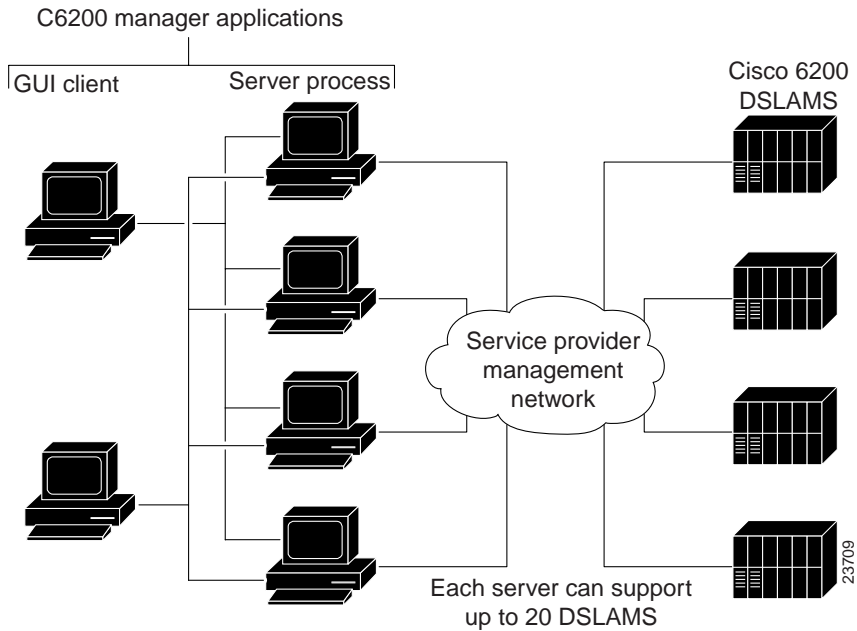 C6200 manager applications
GUI client
Server process
Cisco 6200
DSLAMS
Service provider
management
network
Each server can support
up to 20 DSLAMS
23709